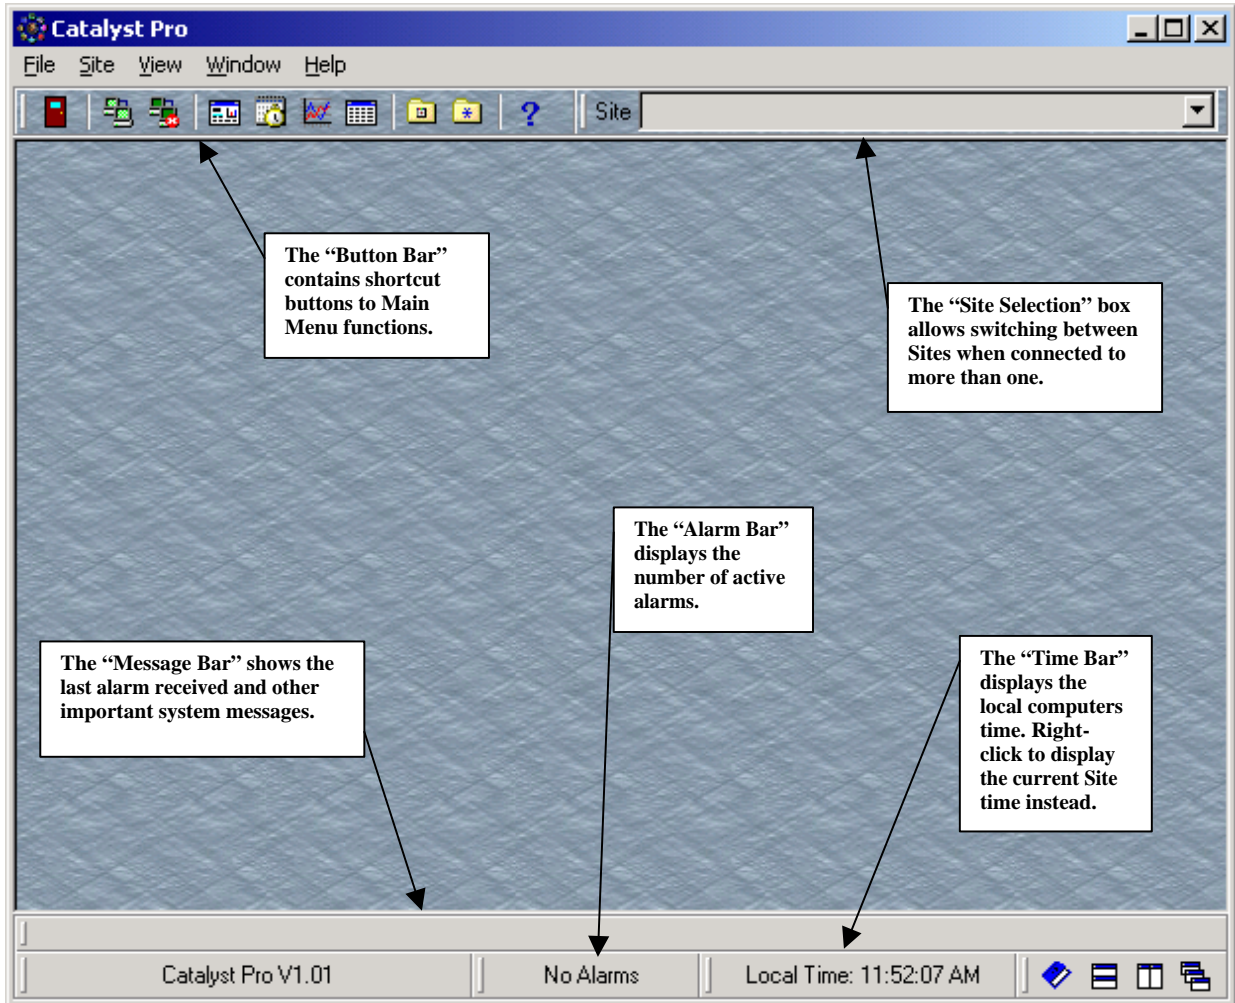 Catalyst Pro
File Site View Window Help
Site
The “Button Bar”
contains shortcut
buttons to Main
Menu functions.
The “Site Selection” box
allows switching between
Sites when connected to
more than one.
The “Alarm Bar”
displays the
number of active
alarms.
The “Message Bar” shows the
last alarm received and other
important system messages.
The “Time Bar”
displays the
local computers
time. Right-
click to display
the current Site
time instead.
Catalyst Pro V1.01
No Alarms
Local Time: 11:52:07 AM